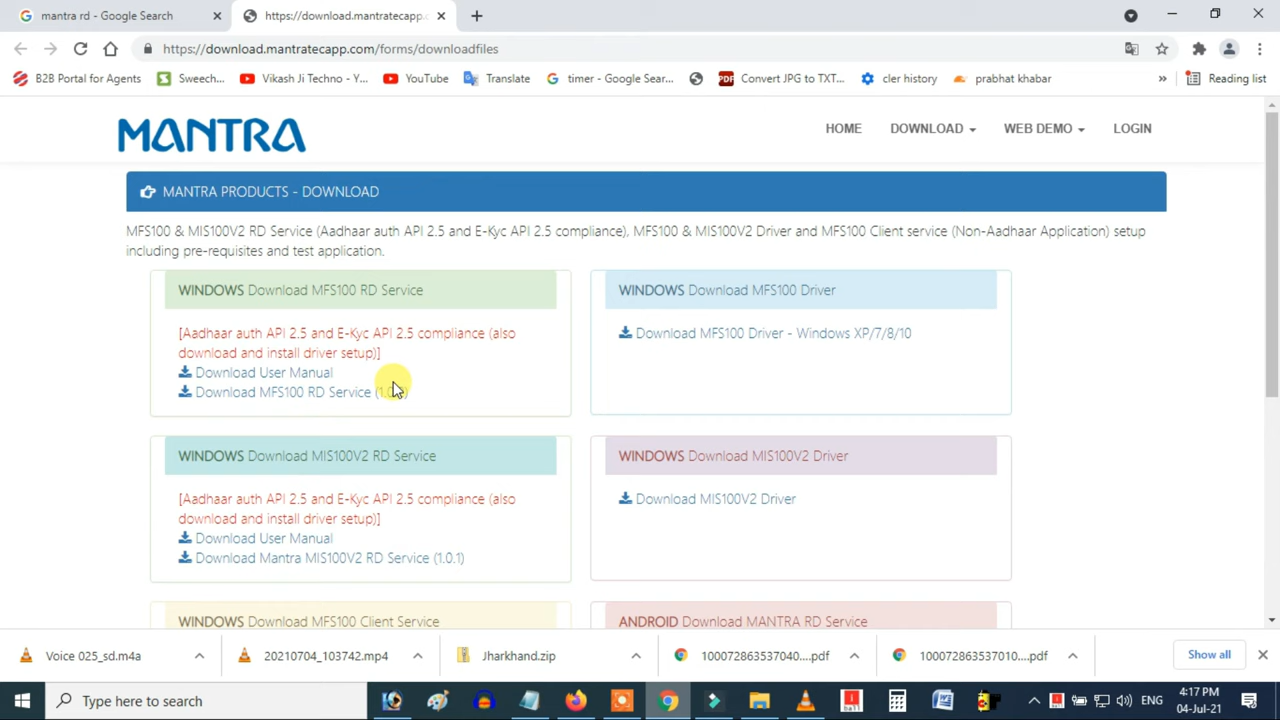 mantra rd - Google Search
https://download.mantratecapp.c
https://download.mantratecapp.com/forms/downloadfiles
B2B Portal for Agents
Sweech...
Vikash Ji Techno - Y...
YouTube
Translate
timer - Google Sear...
Convert JPG to TXT...
cler history
prabhat khabar
»
Reading list
MANTRA
HOME
DOWNLOAD
WEB DEMO
LOGIN
MANTRA PRODUCTS - DOWNLOAD
MFS100 & MIS100V2 RD Service (Aadhaar auth API 2.5 and E-Kyc API 2.5 compliance), MFS100 & MIS100V2 Driver and MFS100 Client service (Non-Aadhaar Application) setup
including pre-requisites and test application.
WINDOWS Download MFS100 RD Service
[Aadhaar auth API 2.5 and E-Kyc API 2.5 compliance (also
download and install driver setup)]
Download User Manual
Download MFS100 RD Service
WINDOWS Download MFS100 Driver
Download MFS100 Driver - Windows XP/7/8/10
WINDOWS Download MIS100V2 RD Service
[Aadhaar auth API 2.5 and E-Kyc API 2.5 compliance (also
download and install driver setup)]
Download User Manual
Download Mantra MIS100V2 RD Service (1.0.1)
WINDOWS Download MIS100V2 Driver
Download MIS100V2 Driver
WINDOWS Download MFS100 Client Service
ANDROID Download MANTRA RD Service
Voice 025_sd.m4a
20210704_103742.mp4
Jharkhand.zip
100072863537040....pdf
100072863537010....pdf
Show all
Type here to search
iball
ENG
4:17 PM
04-Jul-21